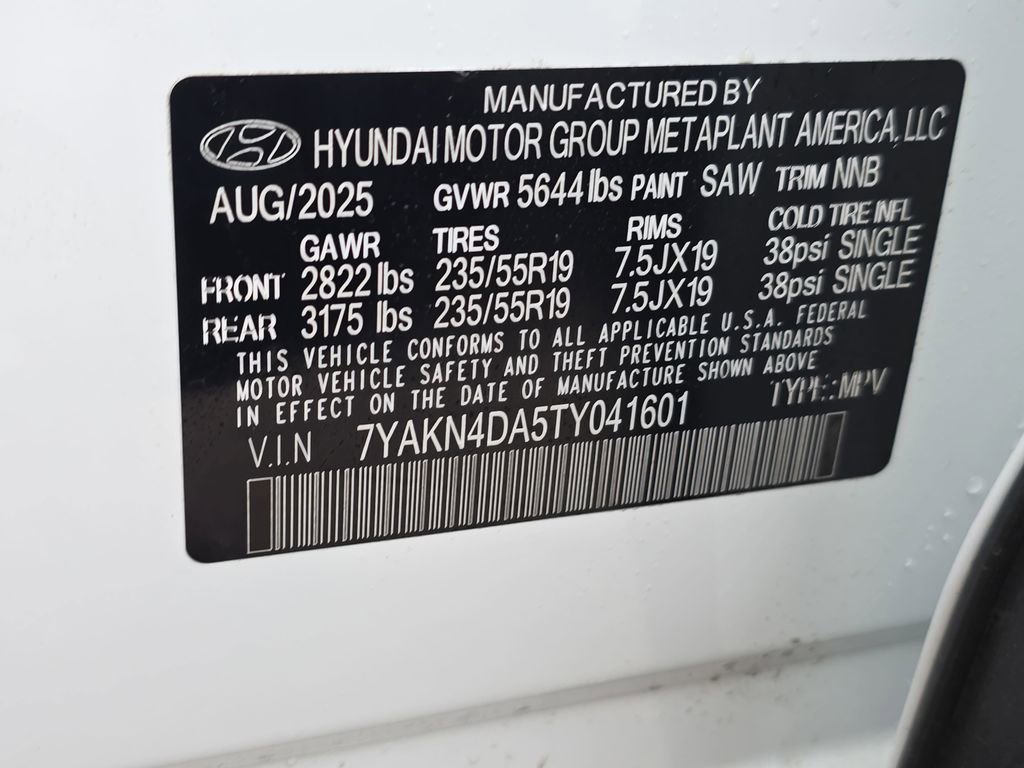 MANUFACTURED BY
HYUNDAI MOTOR GROUP METAPLANT AMERICA, LLC
AUG/2025 GVWR 5644 lbs PAINT SAW TRIM NNB
GAWR TIRES RIMS COLD TIRE INFL
FRONT 2822 lbs 235/55R19 7.5JX19 38psi SINGLE
REAR 3175 lbs 235/55R19 7.5JX19 38psi SINGLE
THIS VEHICLE CONFORMS TO ALL APPLICABLE U.S.A. FEDERAL
MOTOR VEHICLE SAFETY AND THEFT PREVENTION STANDARDS
IN EFFECT ON THE DATE OF MANUFACTURE SHOWN ABOVE
V.I.N 7YAKN4DA5TY041601 TYPE:MPV